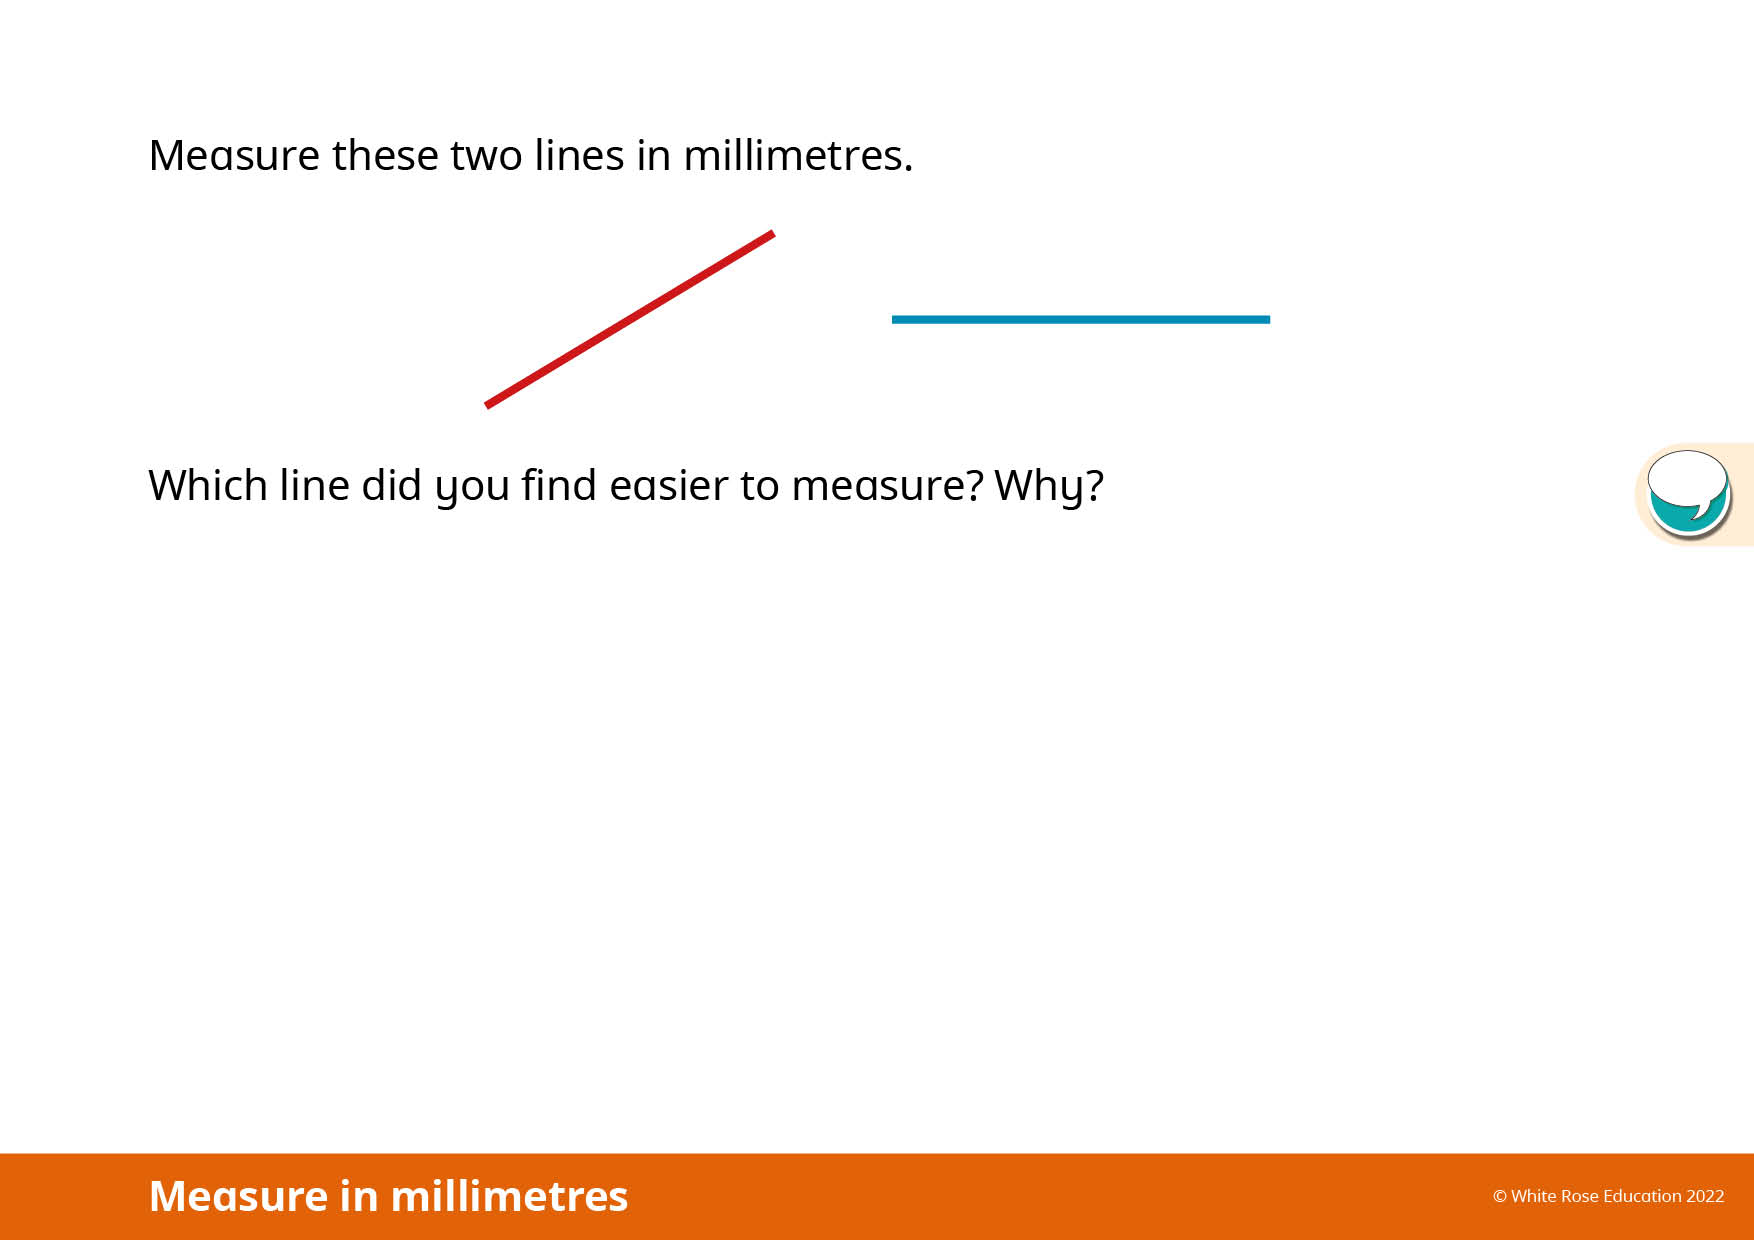 Measure these two lines in millimetres.
Which line did you find easier to measure? Why?
Measure in millimetres
© White Rose Education 2022